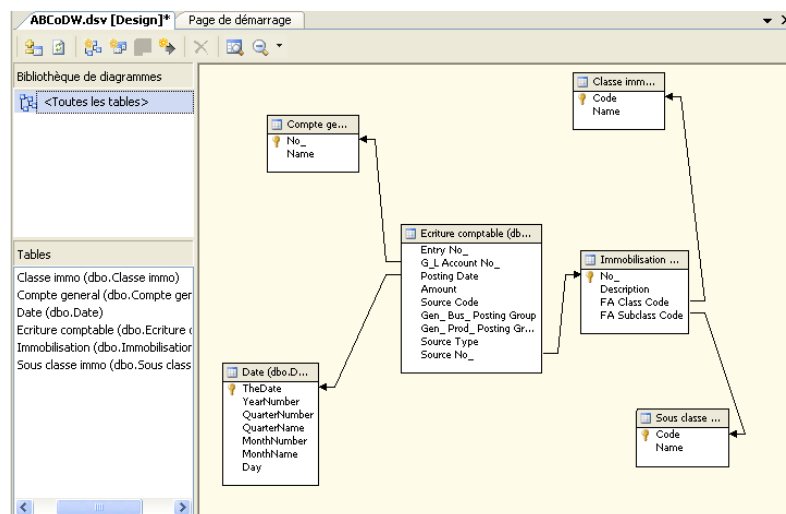 ABCoDW.dsv [Design]*
Page de démarrage
Bibliothèque de diagrammes
<Toutes les tables>
Tables
Classe immo (dbo.Classe immo)
Compte general (dbo.Compte ger
Date (dbo.Date)
Ecriture comptable (dbo.Ecriture c
Immobilisation (dbo.Immobilisation
Sous classe immo (dbo.Sous class
Classe imm...
Code
Name
Compte ge...
No_
Name
Ecriture comptable (db...
Entry No_
G_L Account No_
Posting Date
Amount
Source Code
Gen_ Bus_ Posting Group
Gen_ Prod_ Posting Gr...
Source Type
Source No_
Immobilisation ...
No_
Description
FA Class Code
FA Subclass Code
Date (dbo.D...
TheDate
YearNumber
QuarterNumber
QuarterName
MonthNumber
MonthName
Day
Sous classe ...
Code
Name